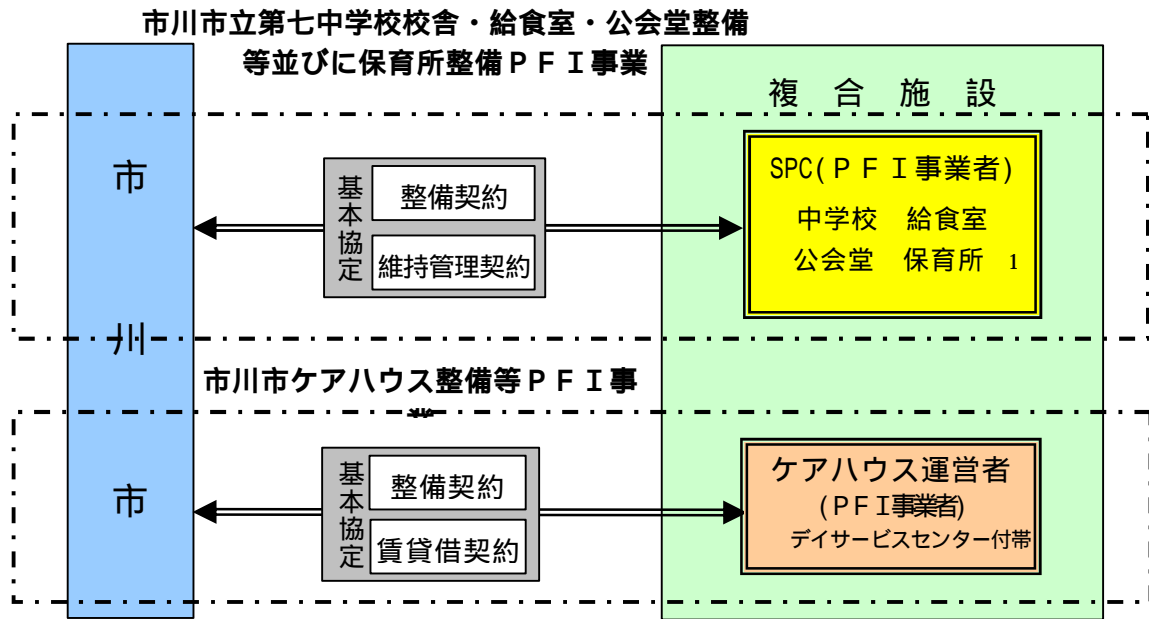 市川市立第七中学校校舎・給食室・公会堂整備
等並びに保育所整備ＰＦＩ事業
複合施設
市川市
基本協定
整備契約
維持管理契約
SPC(ＰＦＩ事業者)
中学校　給食室
公会堂　保育所　1
市川市ケアハウス整備等ＰＦＩ事
基本協定
整備契約
賃貸借契約
ケアハウス運営者
(ＰＦＩ事業者)
デイサービスセンター付帯